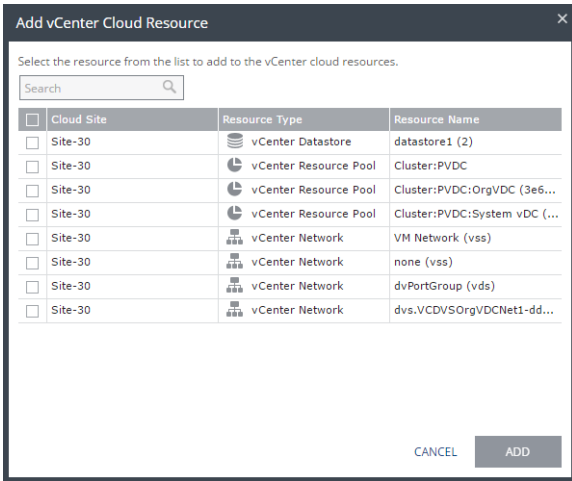 Add vCenter Cloud Resource
Select the resource from the list to add to the vCenter cloud resources.
Search
Cloud Site Resource Type Resource Name
Site-30 vCenter Datastore datastore1 (2)
Site-30 vCenter Resource Pool Cluster:PVDC
Site-30 vCenter Resource Pool Cluster:PVDC:OrgVDC (3e6...
Site-30 vCenter Resource Pool Cluster:PVDC:System vDC (...
Site-30 vCenter Network VM Network (vss)
Site-30 vCenter Network none (vss)
Site-30 vCenter Network dvPortGroup (vds)
Site-30 vCenter Network dvs.VCDVSOrgVDCNet1-dd...
CANCEL ADD